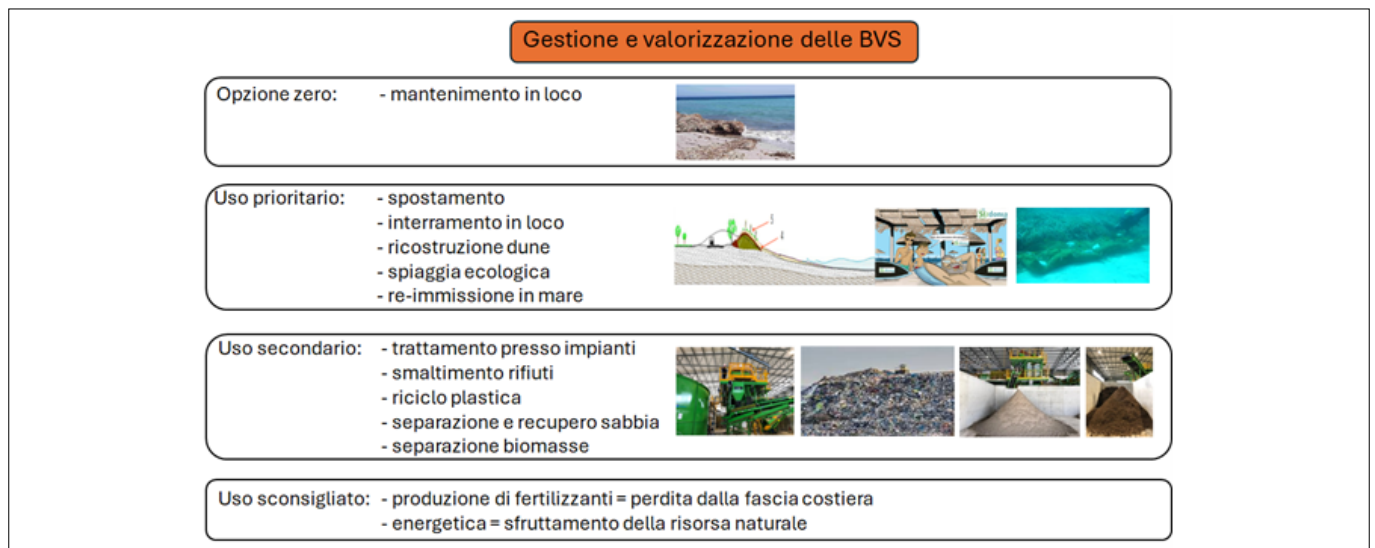 Gestione e valorizzazione delle BVS
Opzione zero: - mantenimento in loco
Uso prioritario: - spostamento
- interramento in loco
- ricostruzione dune
- spiaggia ecologica
- re-immissione in mare
Uso secondario: - trattamento presso impianti
- smaltimento rifiuti
- riciclo plastica
- separazione e recupero sabbia
- separazione biomasse
Uso sconsigliato: - produzione di fertilizzanti = perdita dalla fascia costiera
- energetica = sfruttamento della risorsa naturale